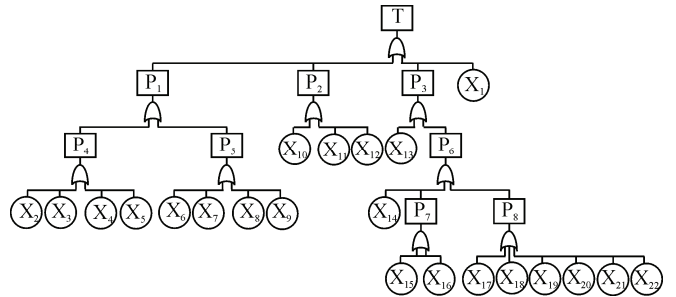 T
P₁ P₂ P₃ X₁
P₄ P₅ X₁₀ X₁₁ X₁₂ X₁₃ P₆
X₂ X₃ X₄ X₅ X₆ X₇ X₈ X₉ X₁₄ P₇ P₈
X₁₅ X₁₆ X₁₇ X₁₈ X₁₉ X₂₀ X₂₁ X₂₂